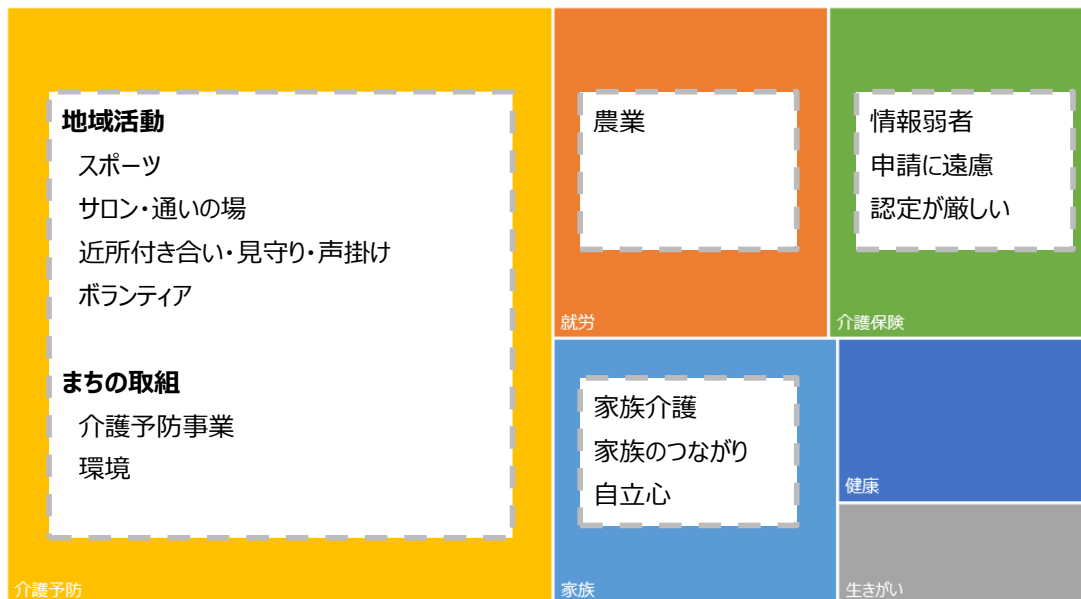 地域活動
スポーツ
サロン・通いの場
近所付き合い・見守り・声掛け
ボランティア
まちの取組
介護予防事業
環境
介護予防
農業
就労
情報弱者
申請に遠慮
認定が厳しい
介護保険
家族介護
家族のつながり
自立心
家族
健康
生きがい